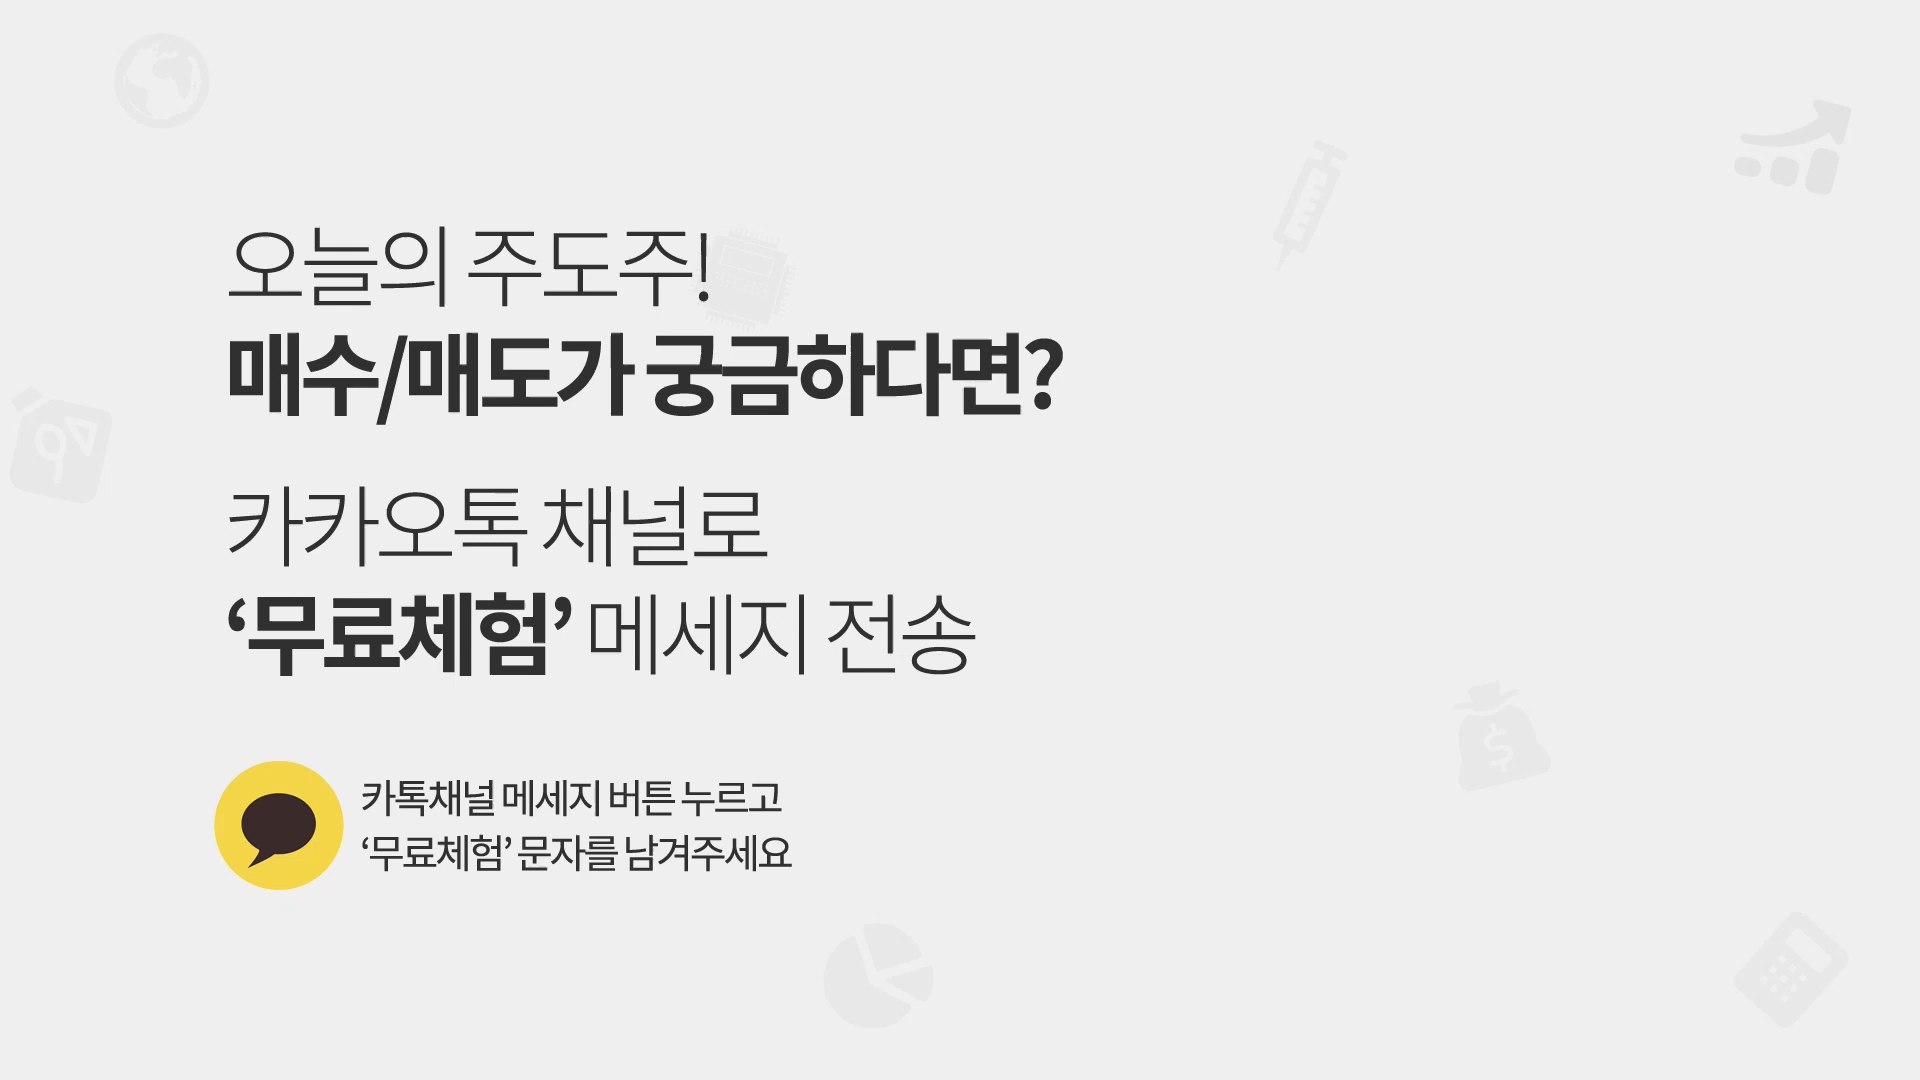 오늘의 주도주!
매수/매도가 궁금하다면?
카카오톡 채널로
‘무료체험’ 메세지 전송
카톡채널 메세지 버튼 누르고
‘무료체험’ 문자를 남겨주세요